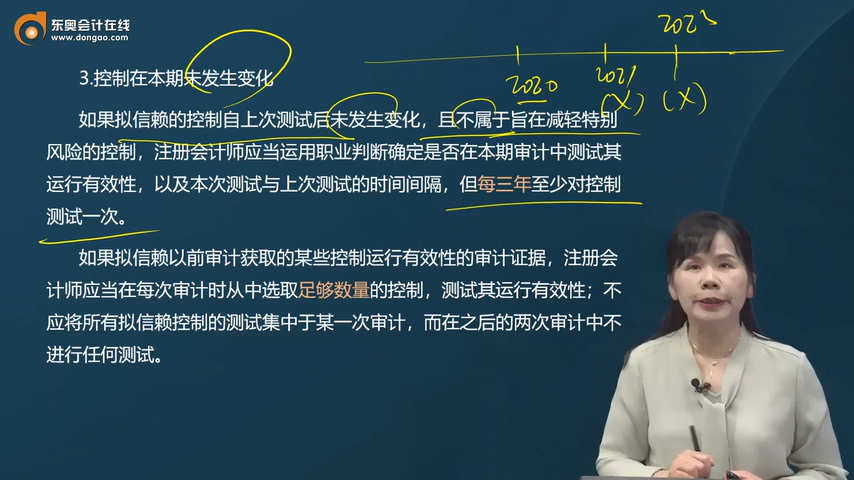 东奥会计在线
www.dongao.com
2023
2020
2021
(X)
(X)
3.控制在本期未发生变化
如果拟信赖的控制自上次测试后未发生变化，且不属于旨在减轻特别
风险的控制，注册会计师应当运用职业判断确定是否在本期审计中测试其
运行有效性，以及本次测试与上次测试的时间间隔，但每三年至少对控制
测试一次。
如果拟信赖以前审计获取的某些控制运行有效性的审计证据，注册会
计师应当在每次审计时从中选取足够数量的控制，测试其运行有效性；不
应将所有拟信赖控制的测试集中于某一次审计，而在之后的两次审计中不
进行任何测试。